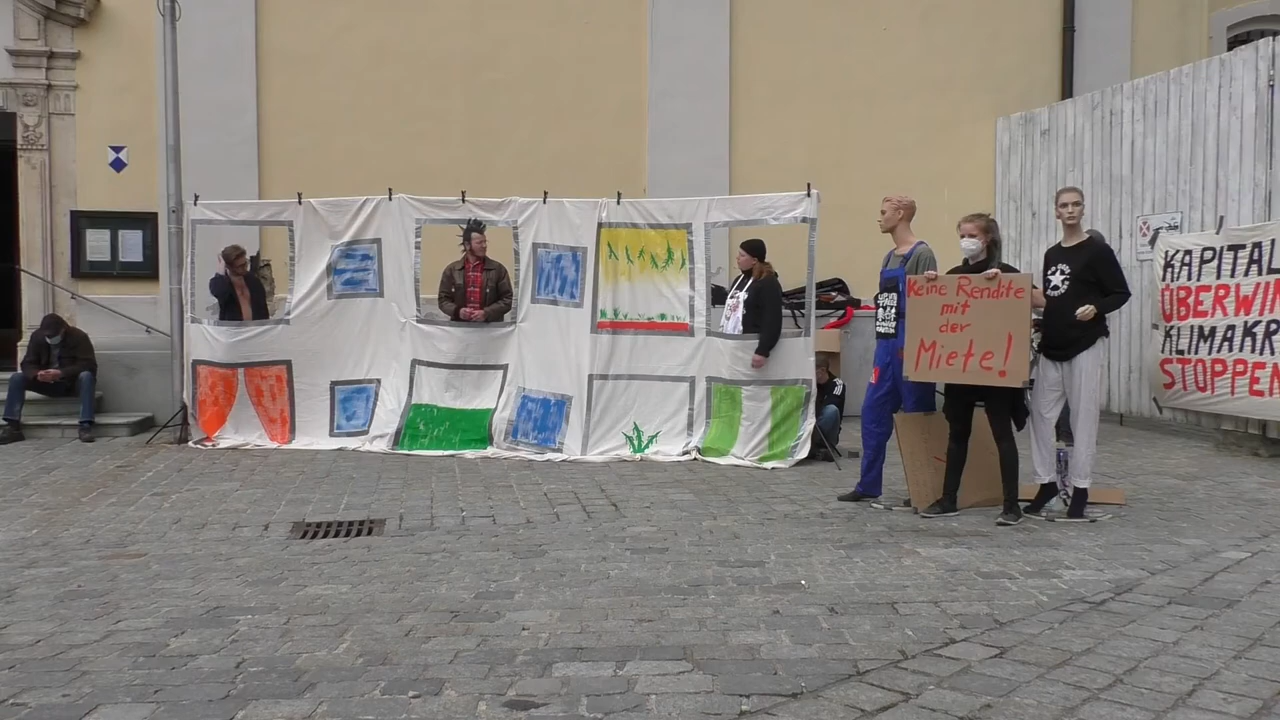 Keine Rendite
mit
der
Miete!
KAPITAL
ÜBERWIN
KLIMAKR
STOPPEN